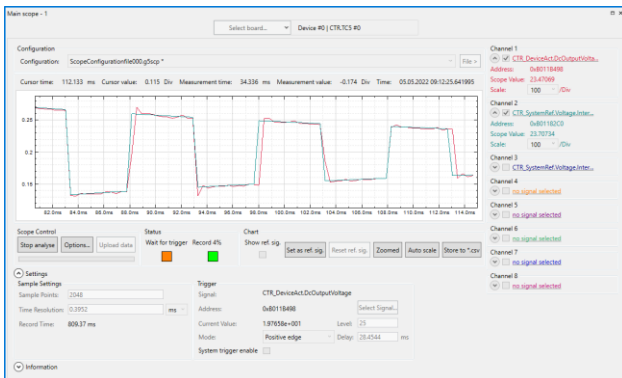 Main scope - 1
Select board... Device #0 | CTR.TC5 #0
Configuration
Configuration: ScopeConfigurationfile000.g5scp * File >
Cursor time: 112.133 ms Cursor value: 0.115 Div Measurement time: 34.336 ms Measurement value: -0.174 Div Time: 05.05.2022 09:12:25.641995
0.25
0.2
0.15
82.0ms 84.0ms 86.0ms 88.0ms 90.0ms 92.0ms 94.0ms 96.0ms 98.0ms 100.0ms 102.0ms 104.0ms 106.0ms 108.0ms 110.0ms 112.0ms 114.0ms
Scope Control Status Chart
Stop analyse Options... Upload data Wait for trigger Record 4% Show ref. sig. Set as ref. sig. Reset ref. sig. Zoomed Auto scale Store to *.csv
Settings
Sample Settings
Sample Points: 2048
Time Resolution: 0.3952 ms
Record Time: 809.37 ms
Trigger
Signal: CTR_DeviceAct.DcOutputVoltage
Address: 0x80118498 Select Signal...
Current Value: 1.97658e+001 Level: 25
Mode: Positive edge Delay: 28.4544 ms
System trigger enable
Information
Channel 1
CTR_DeviceAct.DcOutputVolta...
Address: 0x80118498
Scope Value: 23.47089
Scale: 100 /Div
Channel 2
CTR_SystemRef.Voltage.Inter...
Address: 0x801182C0
Scope Value: 23.70734
Scale: 100 /Div
Channel 3
CTR_SystemRef.Voltage.Inter...
Channel 4
no signal selected
Channel 5
no signal selected
Channel 6
no signal selected
Channel 7
no signal selected
Channel 8
no signal selected